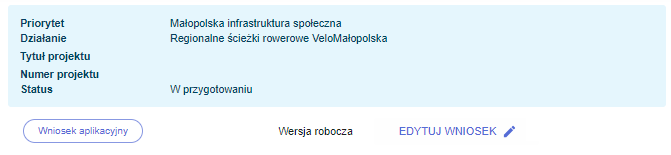 Priorytet Małopolska infrastruktura społeczna
Działanie Regionalne ścieżki rowerowe VeloMałopolska
Tytuł projektu
Numer projektu
Status W przygotowaniu
Wniosek aplikacyjny Wersja robocza EDYTUJ WNIOSEK